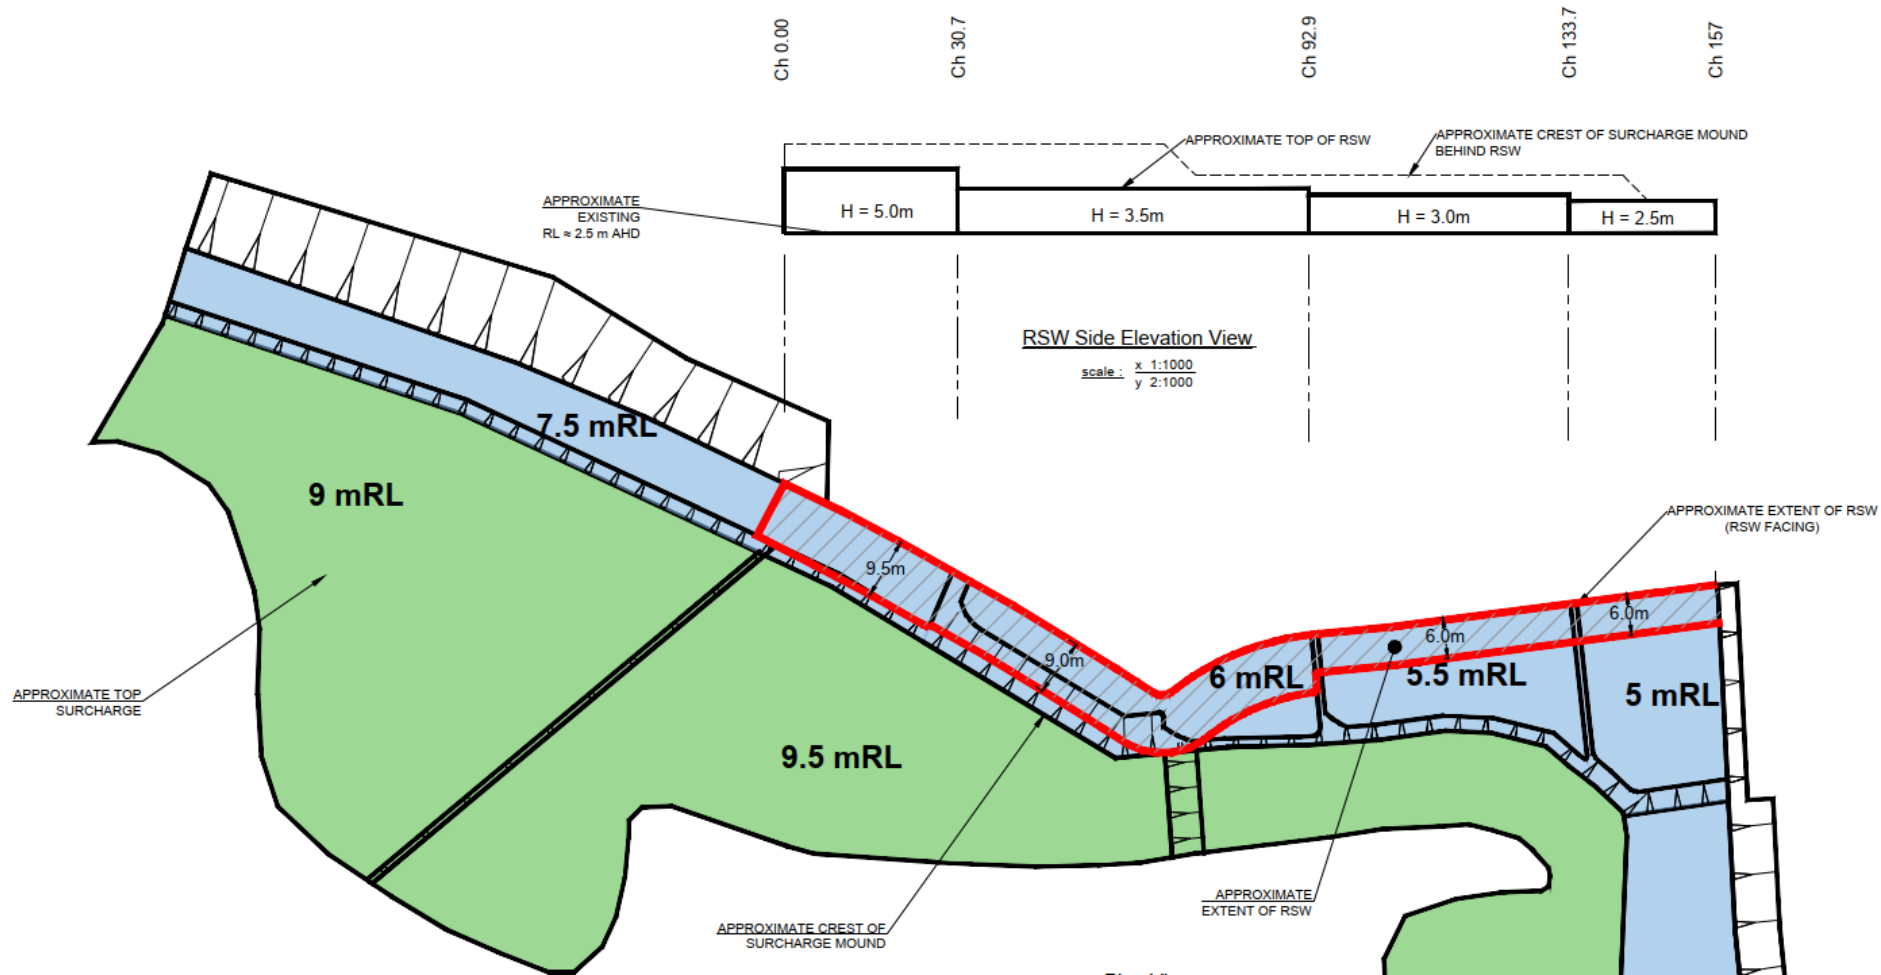 Ch 0.00
Ch 30.7
Ch 92.9
Ch 133.7
Ch 157
APPROXIMATE TOP OF RSW
APPROXIMATE CREST OF SURCHARGE MOUND
BEHIND RSW
APPROXIMATE
EXISTING
RL ≈ 2.5 m AHD
H = 5.0m
H = 3.5m
H = 3.0m
H = 2.5m
RSW Side Elevation View
scale :
x 1:1000
y 2:1000
7.5 mRL
9 mRL
APPROXIMATE EXTENT OF RSW
(RSW FACING)
9.5m
9.0m
6.0m
6.0m
6 mRL
5.5 mRL
5 mRL
APPROXIMATE TOP
SURCHARGE
9.5 mRL
APPROXIMATE
EXTENT OF RSW
APPROXIMATE CREST OF
SURCHARGE MOUND